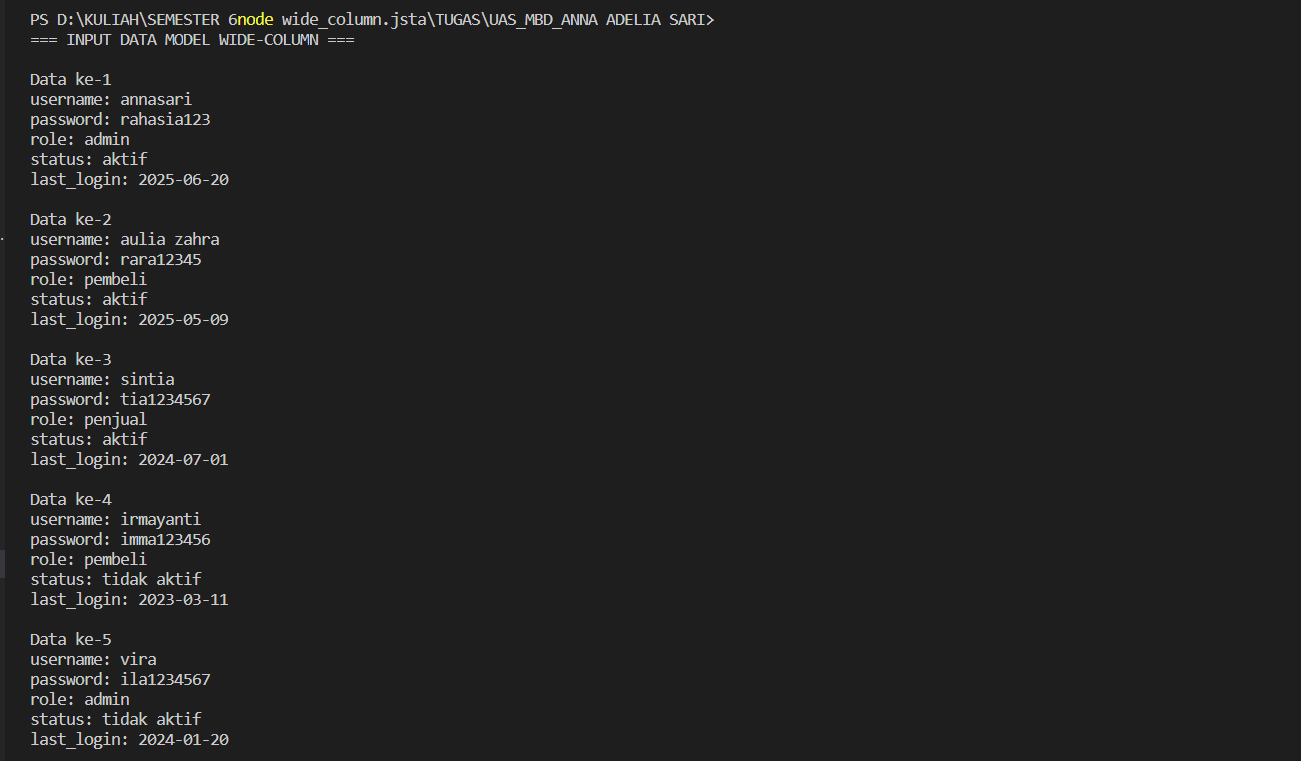 PS D:\KULIAH\SEMESTER 6node wide_column.jsta\TUGAS\UAS_MBD_ANNA ADELIA SARI>
=== INPUT DATA MODEL WIDE-COLUMN ===
Data ke-1
username: annasari
password: rahasia123
role: admin
status: aktif
last_login: 2025-06-20
Data ke-2
username: aulia zahra
password: rara12345
role: pembeli
status: aktif
last_login: 2025-05-09
Data ke-3
username: sintia
password: tia1234567
role: penjual
status: aktif
last_login: 2024-07-01
Data ke-4
username: irmayanti
password: imma123456
role: pembeli
status: tidak aktif
last_login: 2023-03-11
Data ke-5
username: vira
password: ila1234567
role: admin
status: tidak aktif
last_login: 2024-01-20